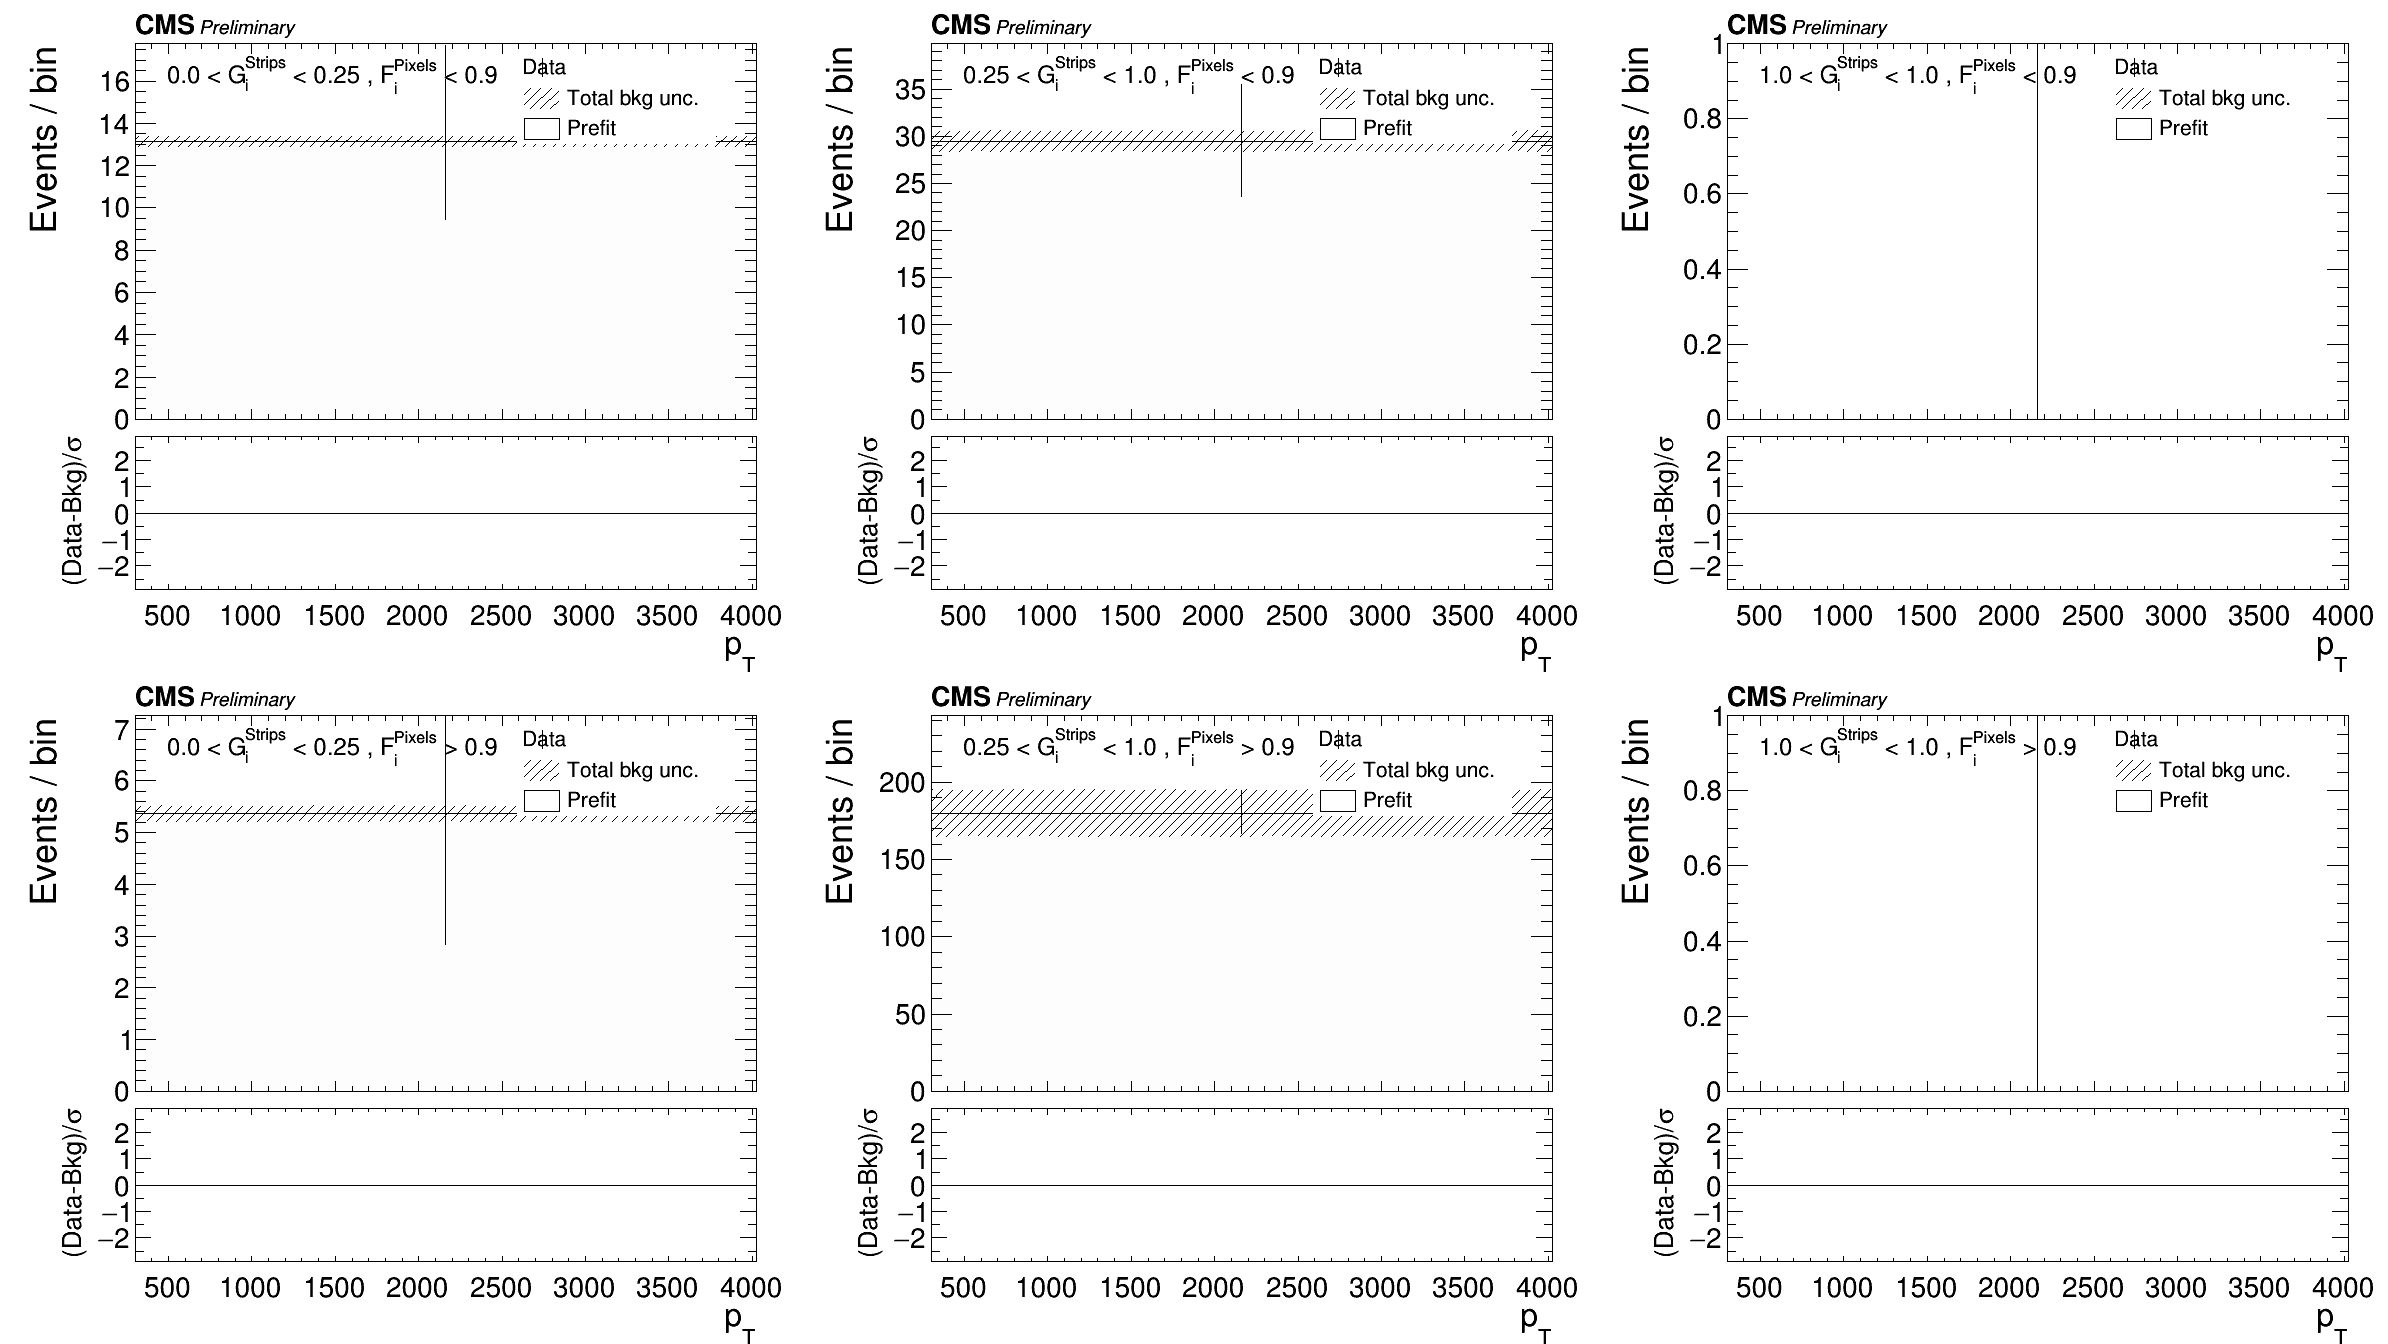 CMS Preliminary
Events / bin
0.0 < G_i^Strips < 0.25 , F_i^Pixels < 0.9
Data
Total bkg unc.
Prefit
16
14
12
10
8
6
4
2
0
(Data-Bkg)/σ
2
1
0
−1
−2
500 1000 1500 2000 2500 3000 3500 4000
p_T
CMS Preliminary
Events / bin
0.25 < G_i^Strips < 1.0 , F_i^Pixels < 0.9
Data
Total bkg unc.
Prefit
35
30
25
20
15
10
5
0
(Data-Bkg)/σ
2
1
0
−1
−2
500 1000 1500 2000 2500 3000 3500 4000
p_T
CMS Preliminary
Events / bin
1.0 < G_i^Strips < 1.0 , F_i^Pixels < 0.9
Data
Total bkg unc.
Prefit
1
0.8
0.6
0.4
0.2
0
(Data-Bkg)/σ
2
1
0
−1
−2
500 1000 1500 2000 2500 3000 3500 4000
p_T
CMS Preliminary
Events / bin
0.0 < G_i^Strips < 0.25 , F_i^Pixels > 0.9
Data
Total bkg unc.
Prefit
7
6
5
4
3
2
1
0
(Data-Bkg)/σ
2
1
0
−1
−2
500 1000 1500 2000 2500 3000 3500 4000
p_T
CMS Preliminary
Events / bin
0.25 < G_i^Strips < 1.0 , F_i^Pixels > 0.9
Data
Total bkg unc.
Prefit
200
150
100
50
0
(Data-Bkg)/σ
2
1
0
−1
−2
500 1000 1500 2000 2500 3000 3500 4000
p_T
CMS Preliminary
Events / bin
1.0 < G_i^Strips < 1.0 , F_i^Pixels > 0.9
Data
Total bkg unc.
Prefit
1
0.8
0.6
0.4
0.2
0
(Data-Bkg)/σ
2
1
0
−1
−2
500 1000 1500 2000 2500 3000 3500 4000
p_T